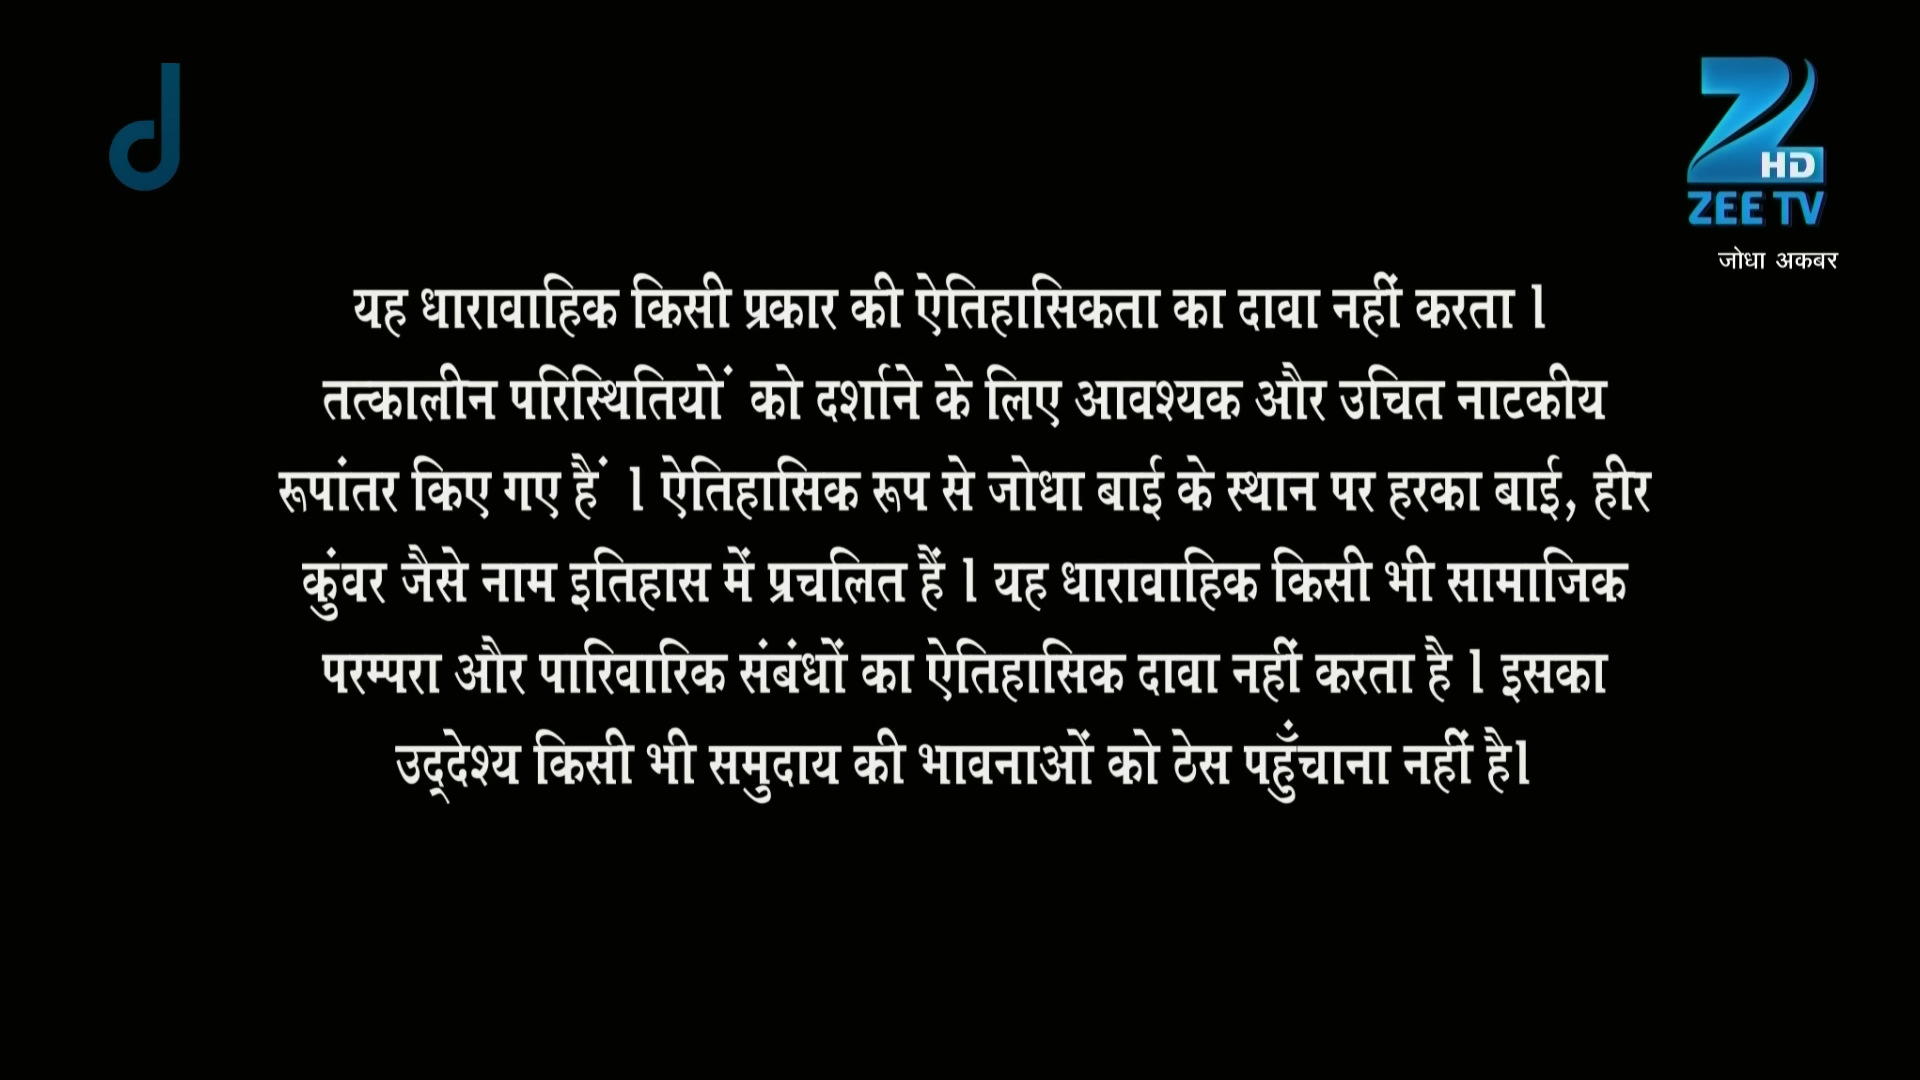 HD
ZEE TV
जोधा अकबर
यह धारावाहिक किसी प्रकार की ऐतिहासिकता का दावा नहीं करता ।
तत्कालीन परिस्थितियों को दर्शाने के लिए आवश्यक और उचित नाटकीय
रूपांतर किए गए हैं । ऐतिहासिक रूप से जोधा बाई के स्थान पर हरका बाई, हीर
कुंवर जैसे नाम इतिहास में प्रचलित हैं । यह धारावाहिक किसी भी सामाजिक
परम्परा और पारिवारिक संबंधों का ऐतिहासिक दावा नहीं करता है । इसका
उद्देश्य किसी भी समुदाय की भावनाओं को ठेस पहुँचाना नहीं है।